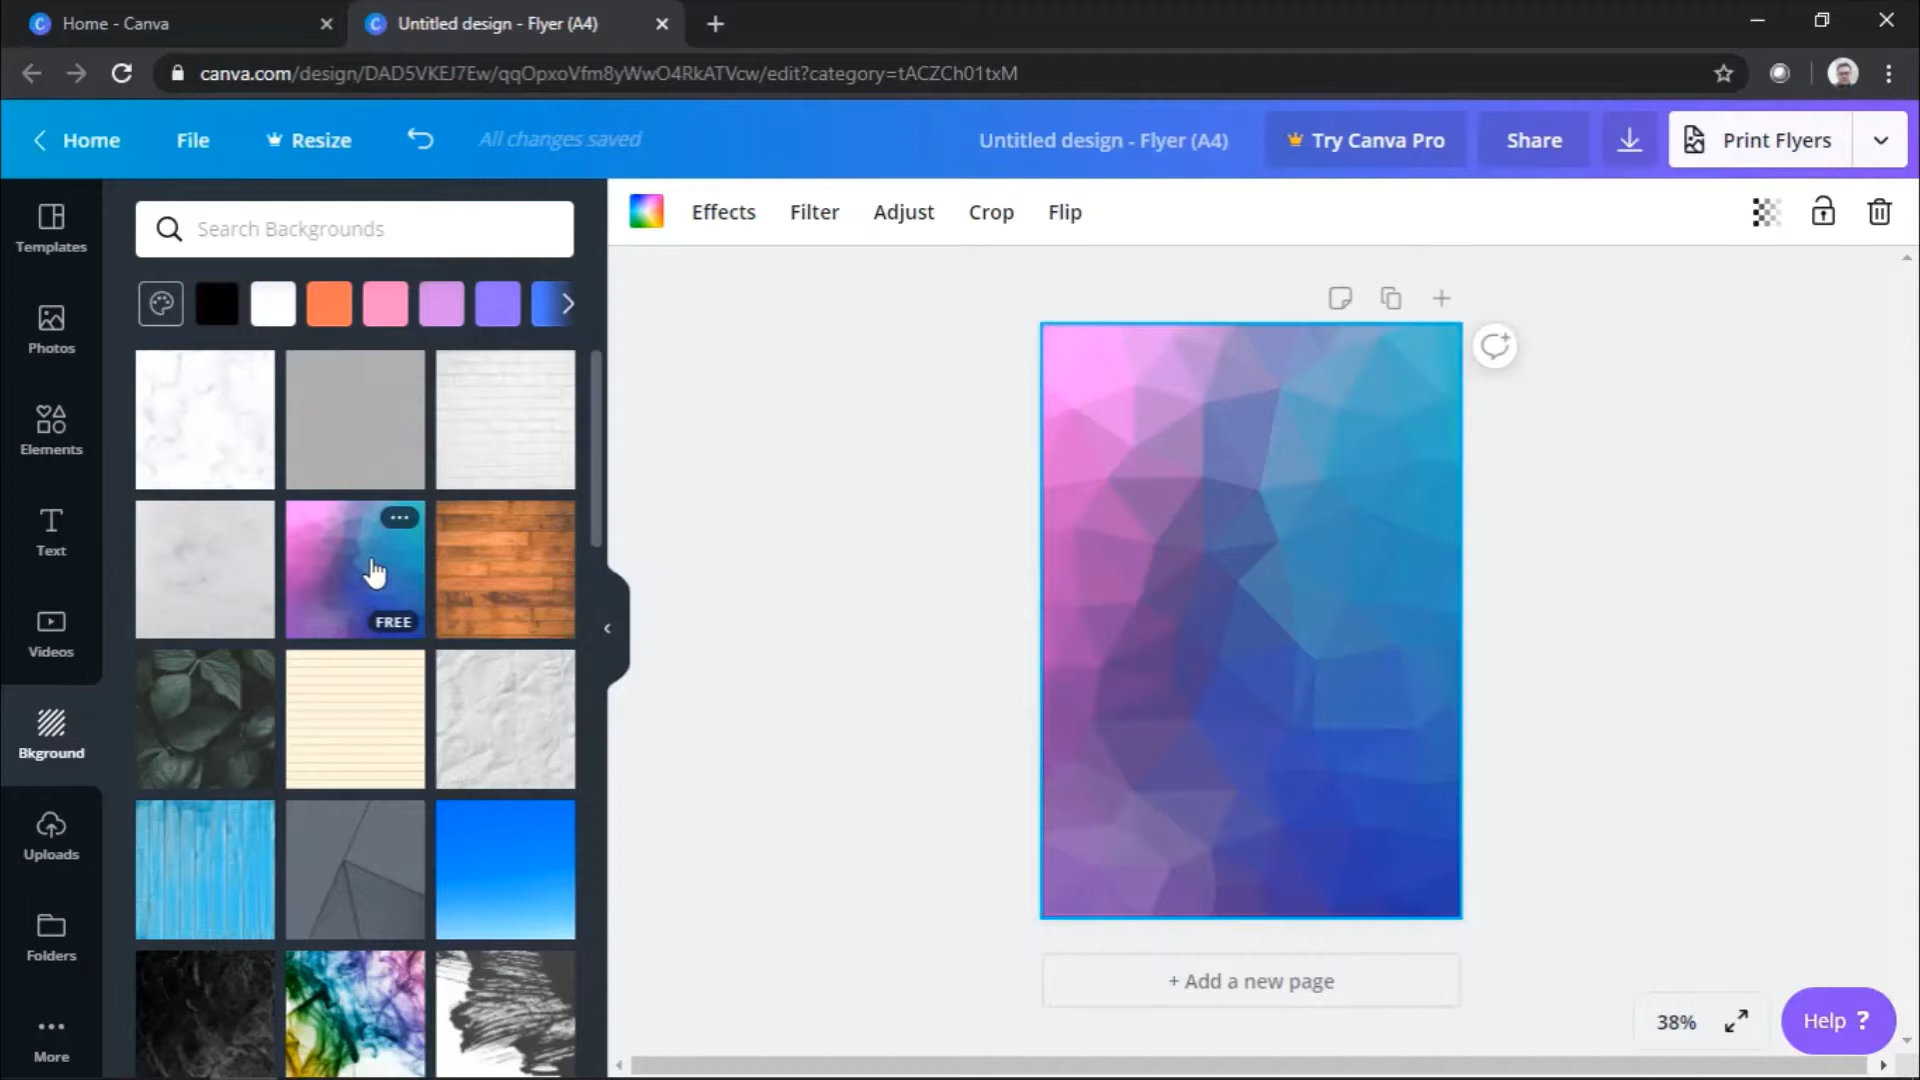 Home - Canva
Untitled design - Flyer (A4)
canva.com/design/DAD5VKEJ7Ew/qqOpxoVfm8yWwO4RkATVcw/edit?category=tACZCh01txM
Home
File
Resize
All changes saved
Untitled design - Flyer (A4)
Try Canva Pro
Share
Print Flyers
Templates
Photos
Elements
Text
Videos
Bkground
Uploads
Folders
More
Search Backgrounds
FREE
Effects
Filter
Adjust
Crop
Flip
+ Add a new page
38%
Help ?